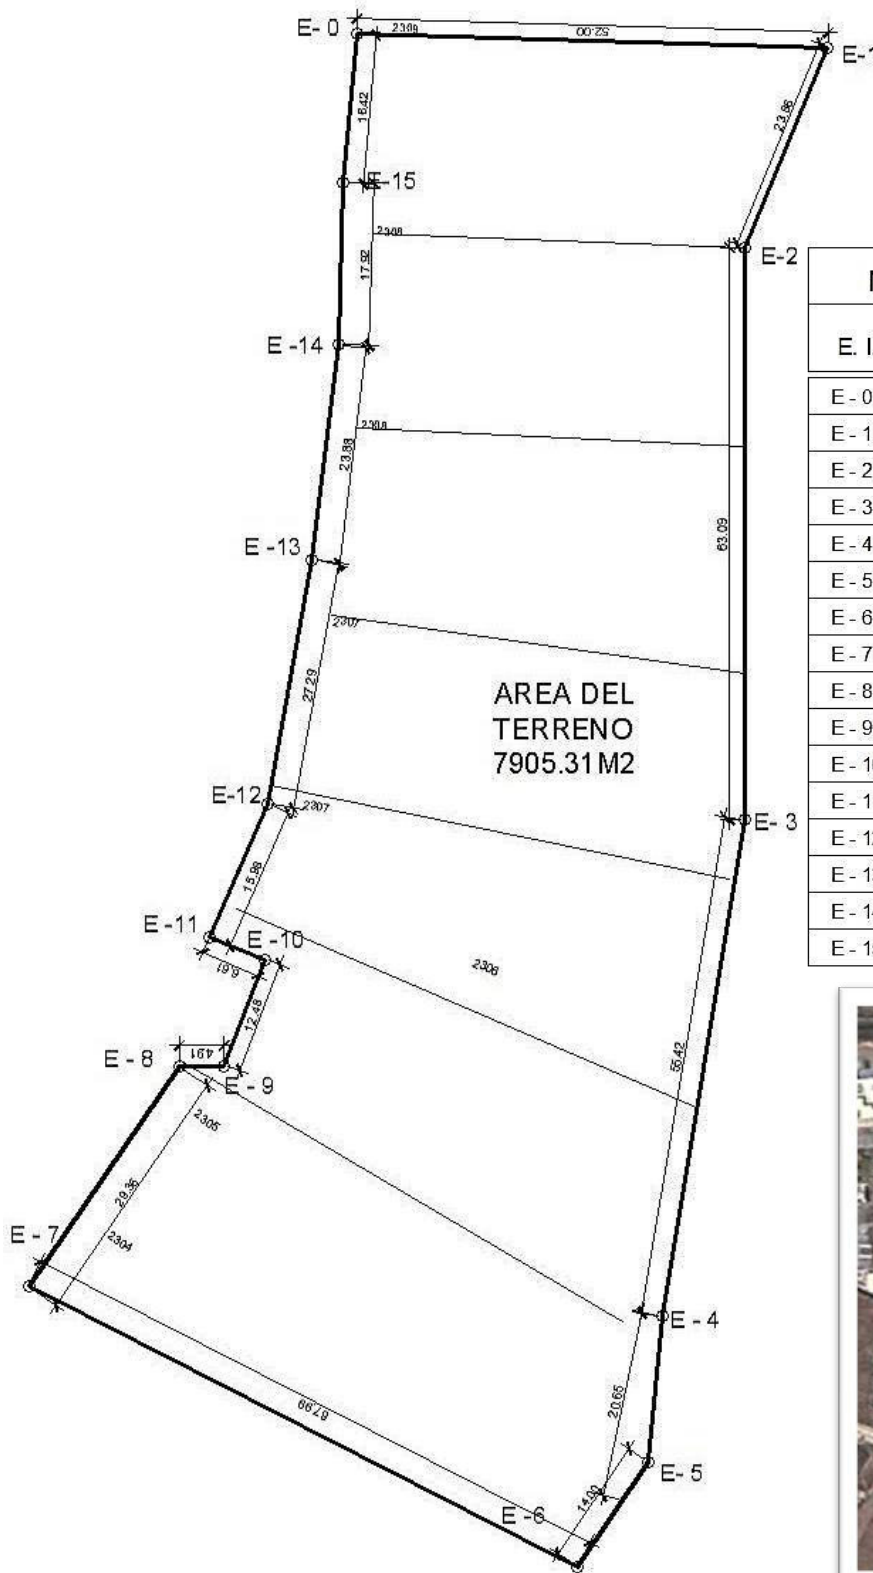 E- 0
2309
52.00
E-1
16.42
23.86
E-15
2308
17.92
E-2
E -14
E. I
2308
23.88
E - 0
E - 1
E - 2
E - 3
E - 4
E - 5
E - 6
E - 7
E - 8
E - 9
E - 10
E -13
63.09
2307
27.29
AREA DEL
TERRENO
7905.31M2
E-12
2307
E- 3
15.98
E -11
E -10
6.61
2306
12.48
4.91
E - 8
E - 9
55.42
2305
29.36
E - 7
2304
E - 4
67.99
20.65
E- 5
14.00
E -6